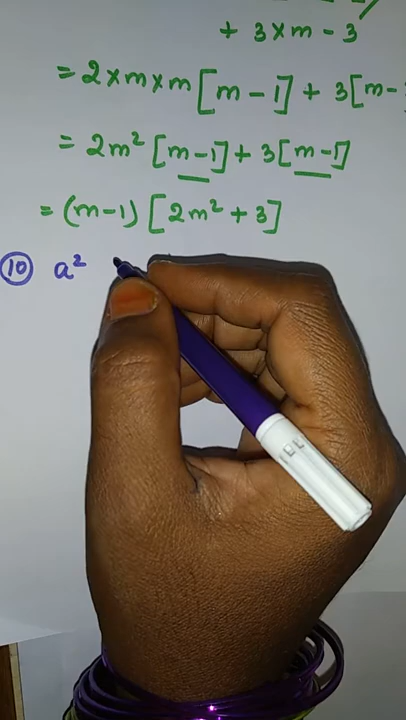 + 3×m - 3
= 2×m×m [m - 1] + 3[m -
= 2m² [m-1] + 3[m-1]
= (m-1) [2m² + 3]
⑩ a²